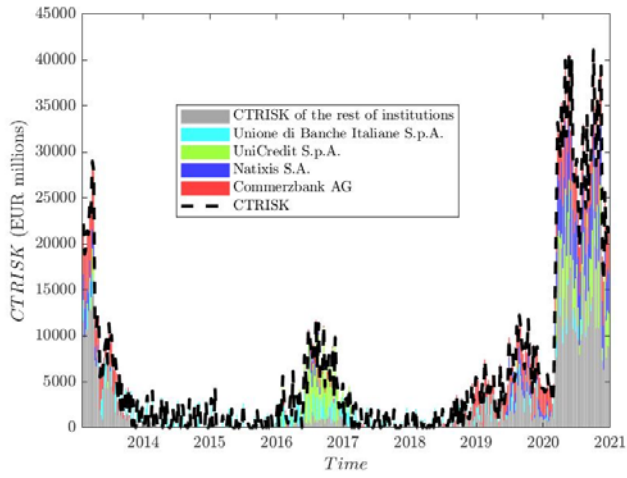 45000
40000
35000
30000
25000
20000
15000
10000
5000
0
CTRISK (EUR millions)
CTRISK of the rest of institutions
Unione di Banche Italiane S.p.A.
UniCredit S.p.A.
Natixis S.A.
Commerzbank AG
CTRISK
2014 2015 2016 2017 2018 2019 2020 2021
Time